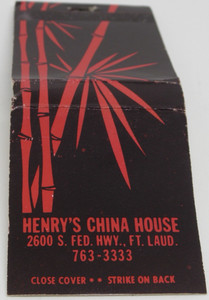 HENRY'S CHINA HOUSE
2600 S. FED. HWY., FT. LAUD.
763-3333
CLOSE COVER •• STRIKE ON BACK